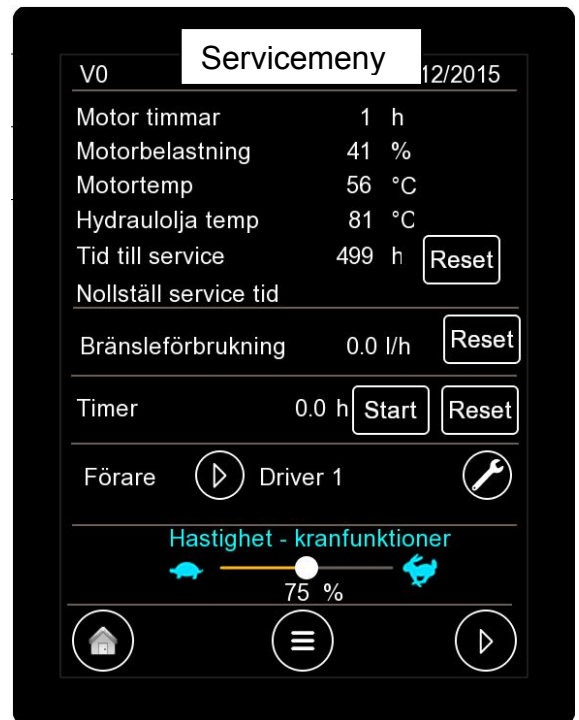 Servicemeny
V0 12/2015
Motor timmar 1 h
Motorbelastning 41 %
Motortemp 56 °C
Hydraulolja temp 81 °C
Tid till service 499 h Reset
Nollställ service tid
Bränsleförbrukning 0.0 l/h Reset
Timer 0.0 h Start Reset
Förare Driver 1
Hastighet - kranfunktioner
75 %